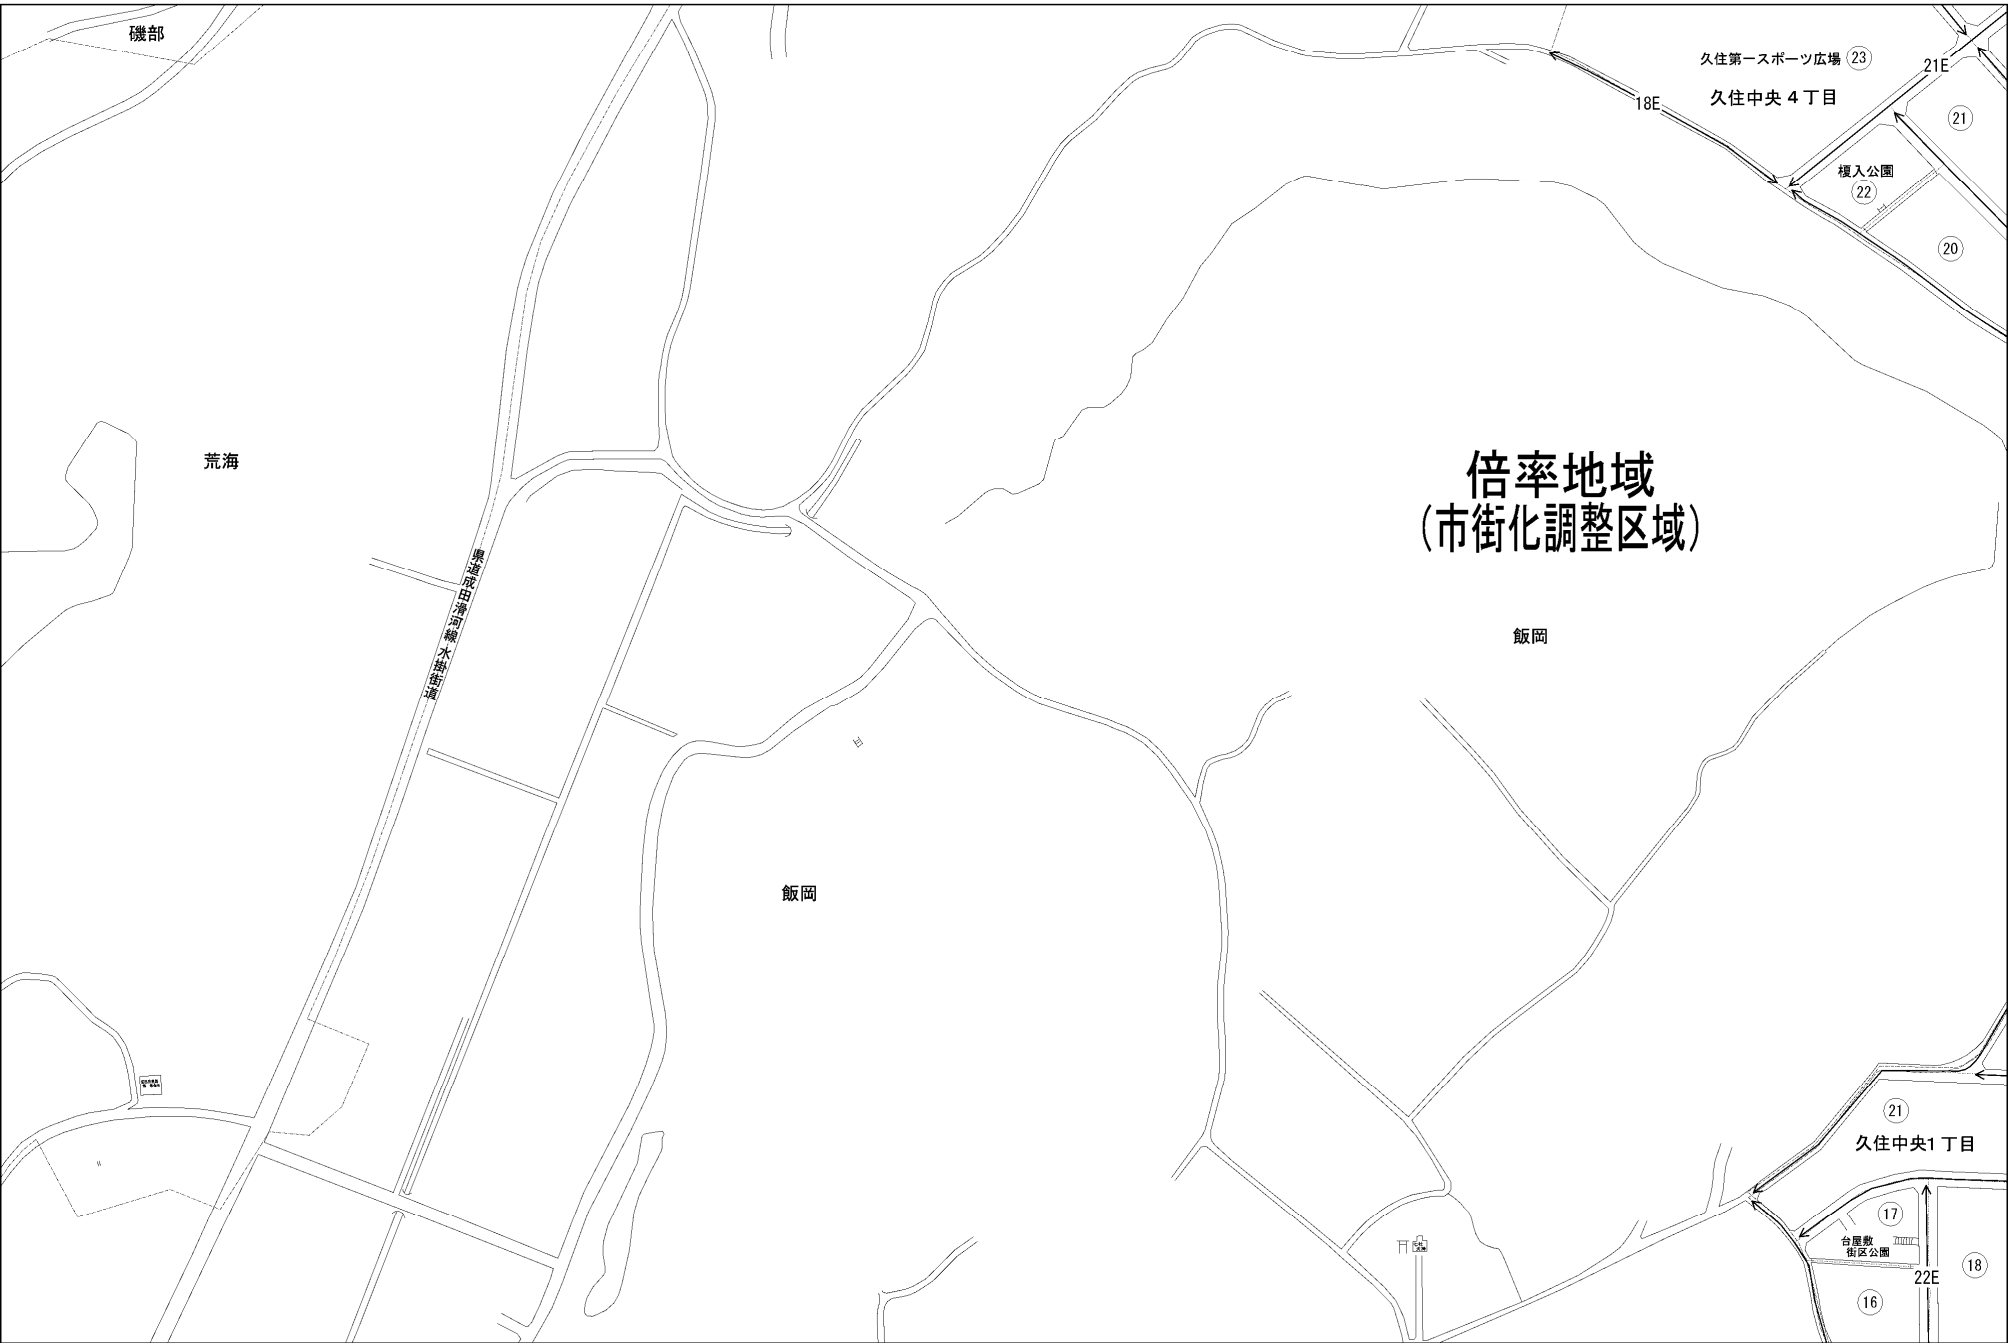 磯部
久住第一スポーツ広場 23
21E
久住中央4丁目
18E
21
榎入公園
22
20
荒海
倍率地域
(市街化調整区域)
県道成田滑河線 水掛街道
飯岡
飯岡
21
久住中央1丁目
17
台屋敷
街区公園
18
22E
16